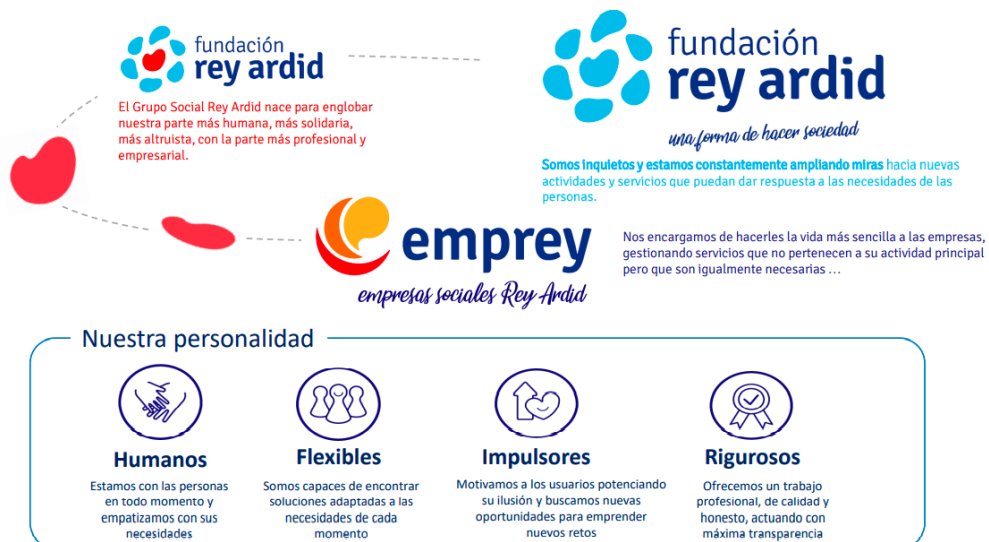 fundación
rey ardid
El Grupo Social Rey Ardid nace para englobar
nuestra parte más humana, más solidaria,
más altruista, con la parte más profesional y
empresarial.
fundación
rey ardid
una forma de hacer sociedad
Somos inquietos y estamos constantemente ampliando miras hacia nuevas
actividades y servicios que puedan dar respuesta a las necesidades de las
personas.
emprey
empresas sociales Rey Ardid
Nos encargamos de hacerles la vida más sencilla a las empresas,
gestionando servicios que no pertenecen a su actividad principal
pero que son igualmente necesarias ...
Nuestra personalidad
Humanos
Estamos con las personas
en todo momento y
empatizamos con sus
necesidades
Flexibles
Somos capaces de encontrar
soluciones adaptadas a las
necesidades de cada
momento
Impulsores
Motivamos a los usuarios potenciando
su ilusión y buscamos nuevas
oportunidades para emprender
nuevos retos
Rigurosos
Ofrecemos un trabajo
profesional, de calidad y
honesto, actuando con
máxima transparencia